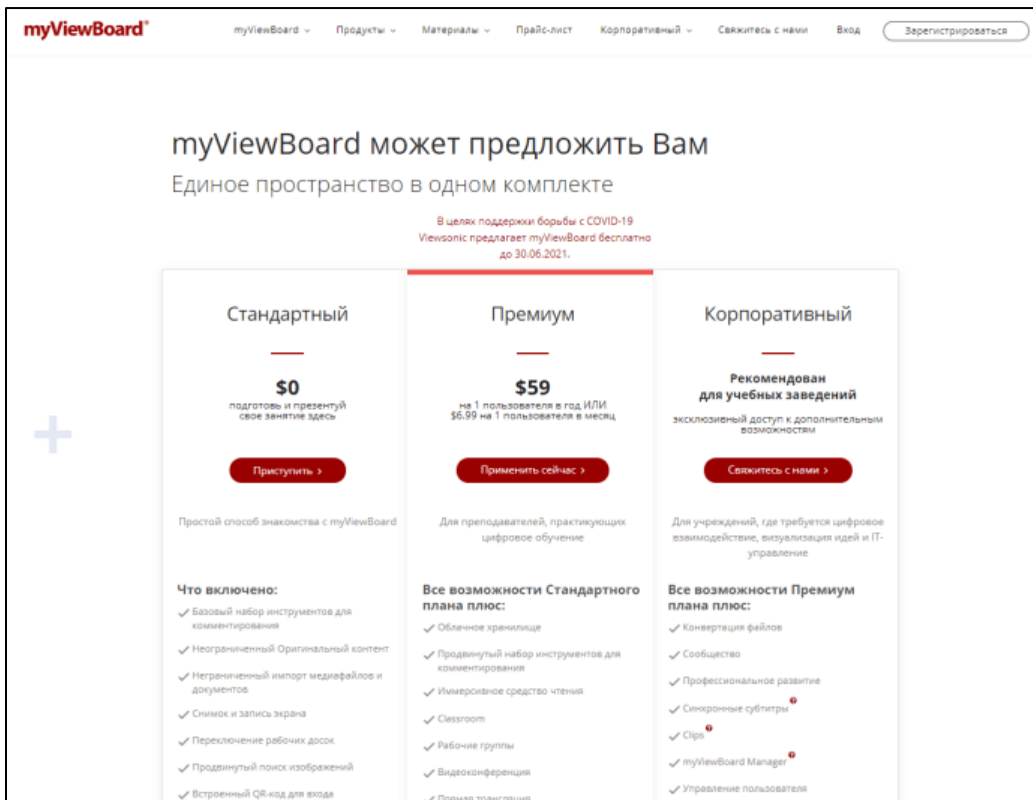 myViewBoard®
myViewBoard Продукты Материалы Прайс-лист Корпоративный Свяжитесь с нами Вход Зарегистрироваться
myViewBoard может предложить Вам
Единое пространство в одном комплекте
В целях поддержки борьбы с COVID-19
Viewsonic предлагает myViewBoard бесплатно
до 30.06.2021.
Стандартный
$0
подготовь и презентуй
свое занятие здесь
Приступить >
Простой способ знакомства с myViewBoard
Что включено:
Базовый набор инструментов для
комментирования
Неограниченный Оригинальный контент
Неграниченный импорт медиафайлов и
документов
Снимок и запись экрана
Переключение рабочих досок
Продвинутый поиск изображений
Встроенный QR-код для входа
Премиум
$59
на 1 пользователя в год ИЛИ
$6.99 на 1 пользователя в месяц
Применить сейчас >
Для преподавателей, практикующих
цифровое обучение
Все возможности Стандартного
плана плюс:
Облачное хранилище
Продвинутый набор инструментов для
комментирования
Иммерсивное средство чтения
Classroom
Рабочие группы
Видеоконференция
Прямая трансляция
Корпоративный
Рекомендован
для учебных заведений
эксклюзивный доступ к дополнительным
возможностям
Свяжитесь с нами >
Для учреждений, где требуется цифровое
взаимодействие, визуализация идей и IT-
управление
Все возможности Премиум
плана плюс:
Конвертация файлов
Сообщество
Профессиональное развитие
Синхронные субтитры
Clips
myViewBoard Manager
Управление пользователя